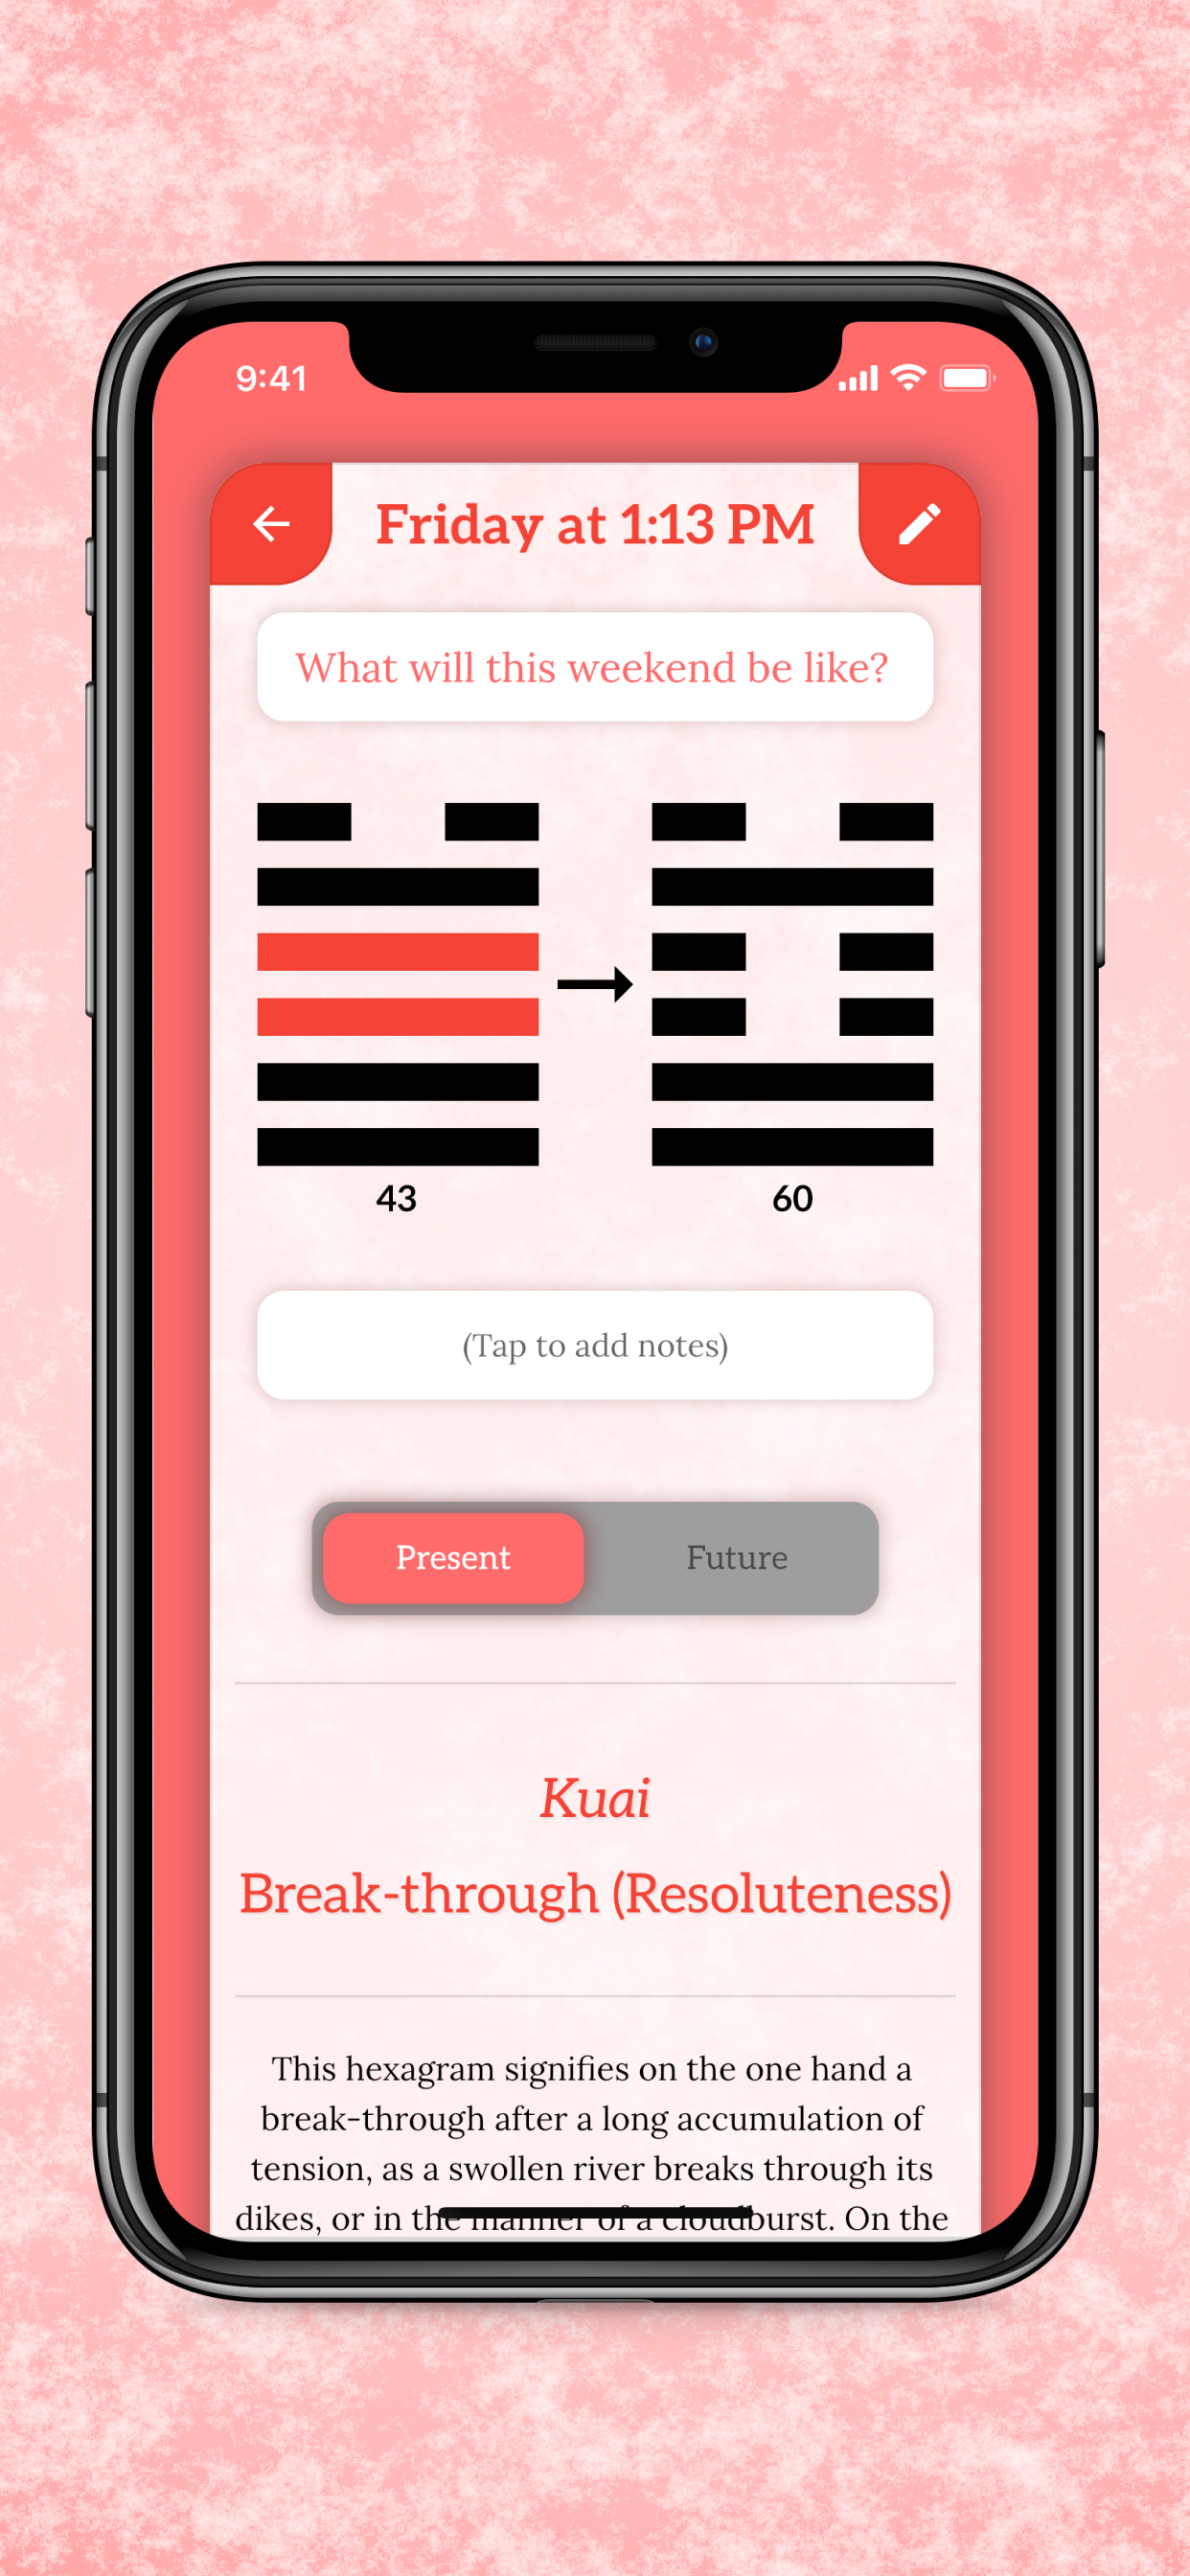 9:41
Friday at 1:13 PM
What will this weekend be like?
43
60
(Tap to add notes)
Present
Future
Kuai
Break-through (Resoluteness)
This hexagram signifies on the one hand a
break-through after a long accumulation of
tension, as a swollen river breaks through its
dikes, or in the manner of a cloudburst. On the